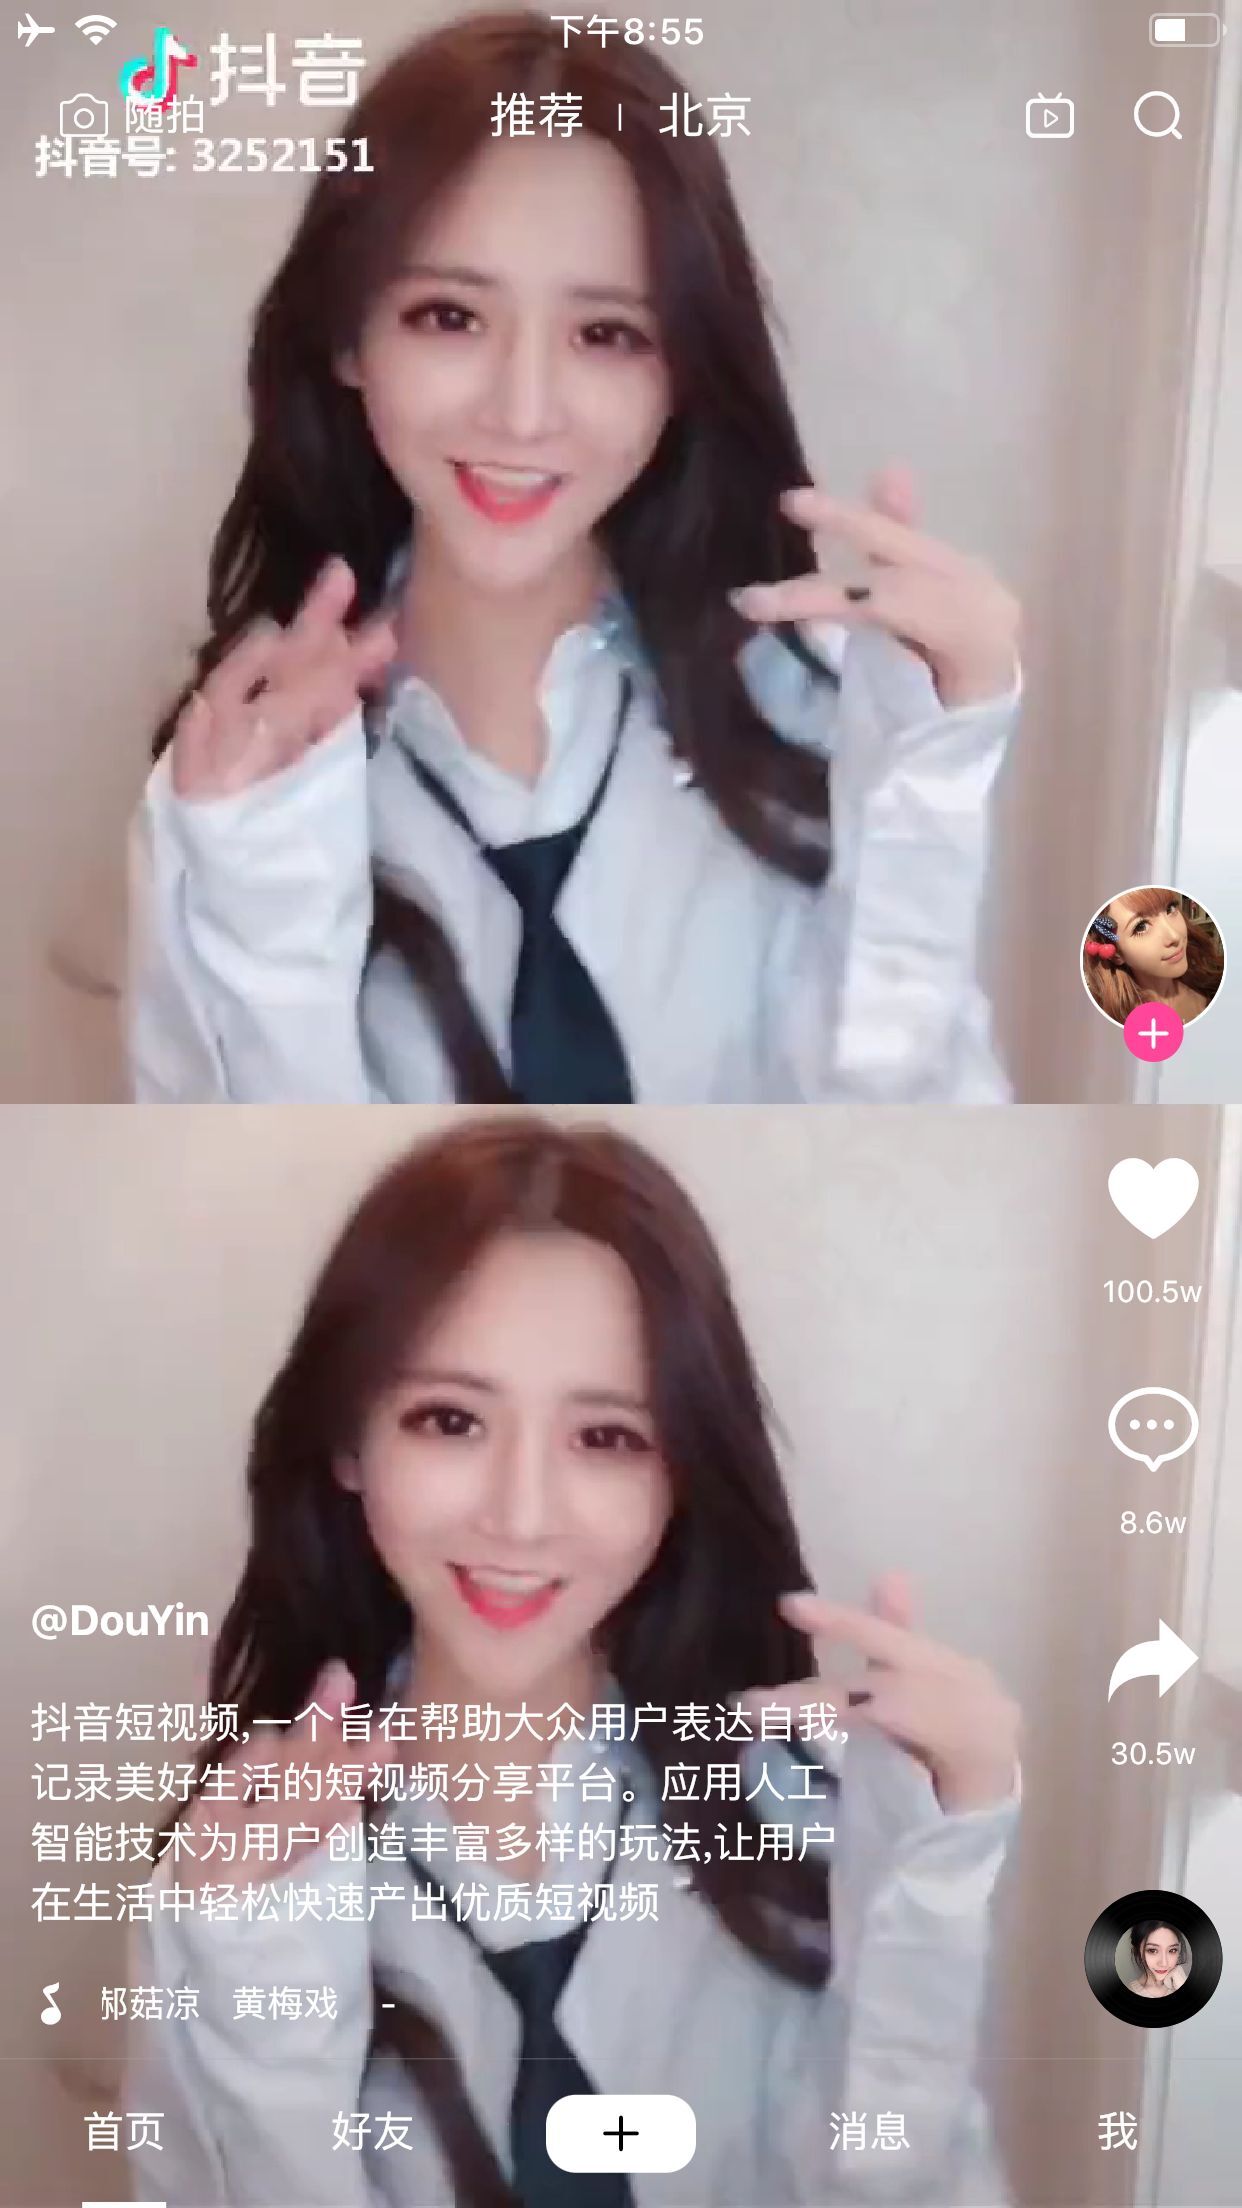 下午8:55
抖音
随拍
推荐
北京
抖音号: 3252151
100.5w
8.6w
@DouYin
30.5w
抖音短视频,一个旨在帮助大众用户表达自我,
记录美好生活的短视频分享平台。应用人工
智能技术为用户创造丰富多样的玩法,让用户
在生活中轻松快速产出优质短视频
郝菇凉 黄梅戏 -
首页
好友
消息
我